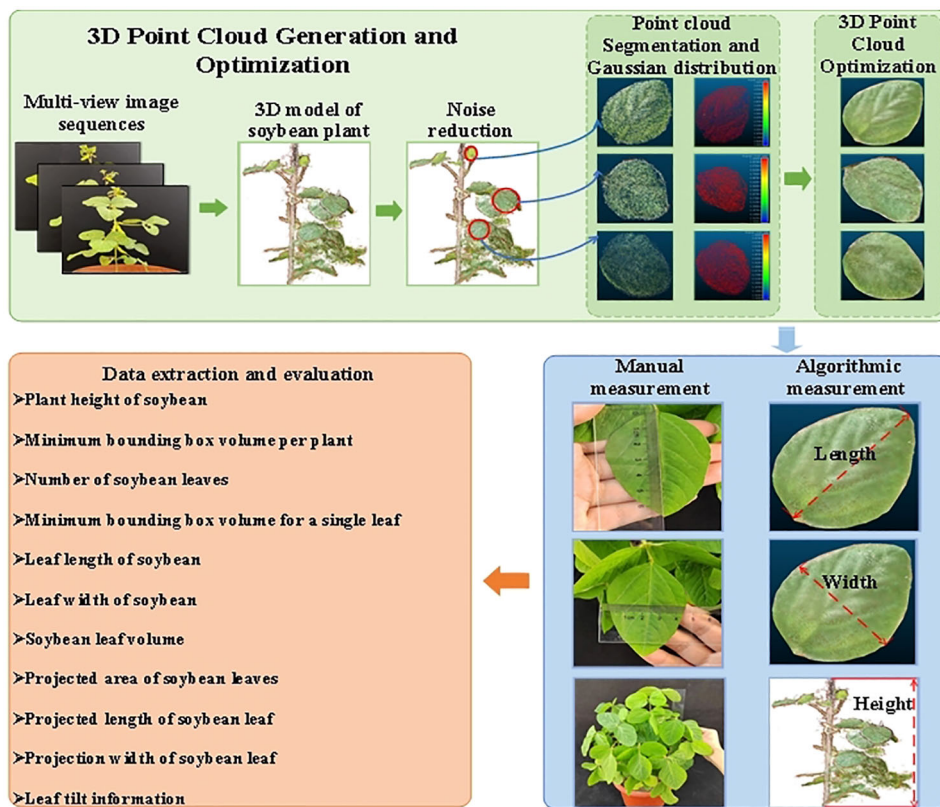 3D Point Cloud Generation and
Optimization
Multi-view image
sequences
3D model of
soybean plant
Noise
reduction
Point cloud
Segmentation and
Gaussian distribution
3D Point
Cloud
Optimization
Manual
measurement
Algorithmic
measurement
Length
Width
Height
Data extraction and evaluation
➢Plant height of soybean
➢Minimum bounding box volume per plant
➢Number of soybean leaves
➢Minimum bounding box volume for a single leaf
➢Leaf length of soybean
➢Leaf width of soybean
➢Soybean leaf volume
➢Projected area of soybean leaves
➢Projected length of soybean leaf
➢Projection width of soybean leaf
➢Leaf tilt information